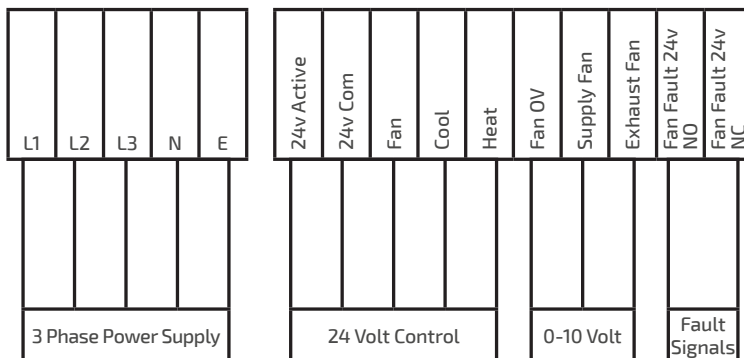 L1
L2
L3
N
E
24v Active
24v Com
Fan
Cool
Heat
Fan 0V
Supply Fan
Exhaust Fan
Fan Fault 24v
NO
Fan Fault 24v
NC
3 Phase Power Supply
24 Volt Control
0-10 Volt
Fault
Signals